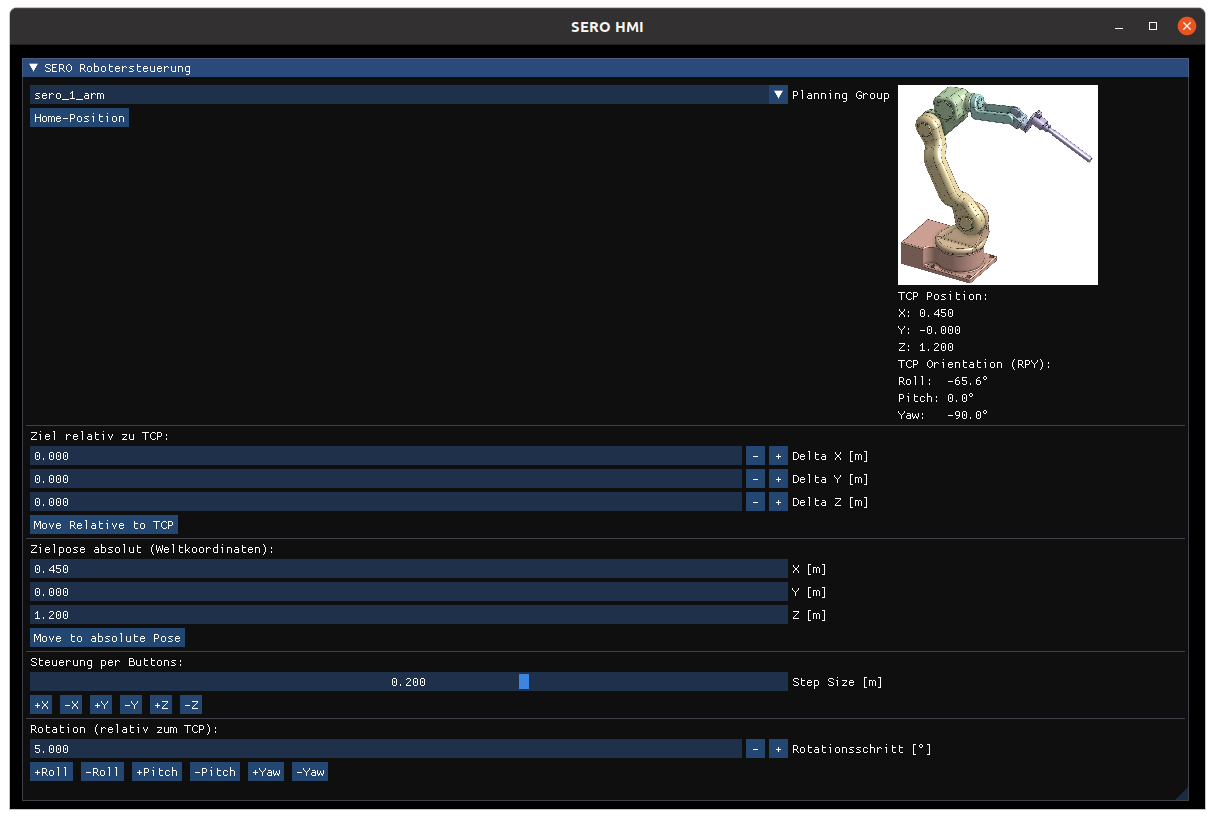 SERO HMI
SERO Robotersteuerung
sero_1_arm Planning Group
Home-Position
TCP Position:
X: 0.450
Y: -0.000
Z: 1.200
TCP Orientation (RPY):
Roll: -65.6°
Pitch: 0.0°
Yaw: -90.0°
Ziel relativ zu TCP:
0.000 - + Delta X [m]
0.000 - + Delta Y [m]
0.000 - + Delta Z [m]
Move Relative to TCP
Zielpose absolut (Weltkoordinaten):
0.450 X [m]
0.000 Y [m]
1.200 Z [m]
Move to absolute Pose
Steuerung per Buttons:
0.200 Step Size [m]
+X -X +Y -Y +Z -Z
Rotation (relativ zum TCP):
5.000 - + Rotationsschritt [°]
+Roll -Roll +Pitch -Pitch +Yaw -Yaw